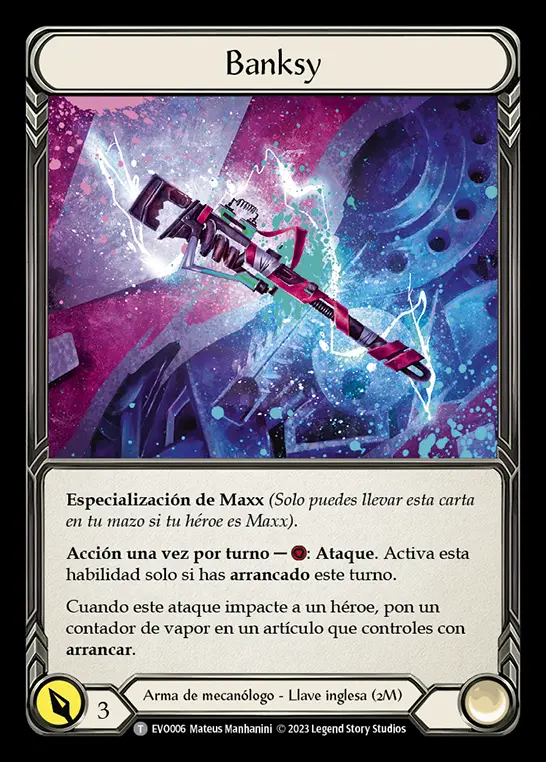 Banksy
Especialización de Maxx (Solo puedes llevar esta carta
en tu mazo si tu héroe es Maxx).
Acción una vez por turno — : Ataque. Activa esta
habilidad solo si has arrancado este turno.
Cuando este ataque impacte a un héroe, pon un
contador de vapor en un artículo que controles con
arrancar.
3
Arma de mecanólogo - Llave inglesa (2M)
T EVO006 Mateus Manhanini © 2023 Legend Story Studios